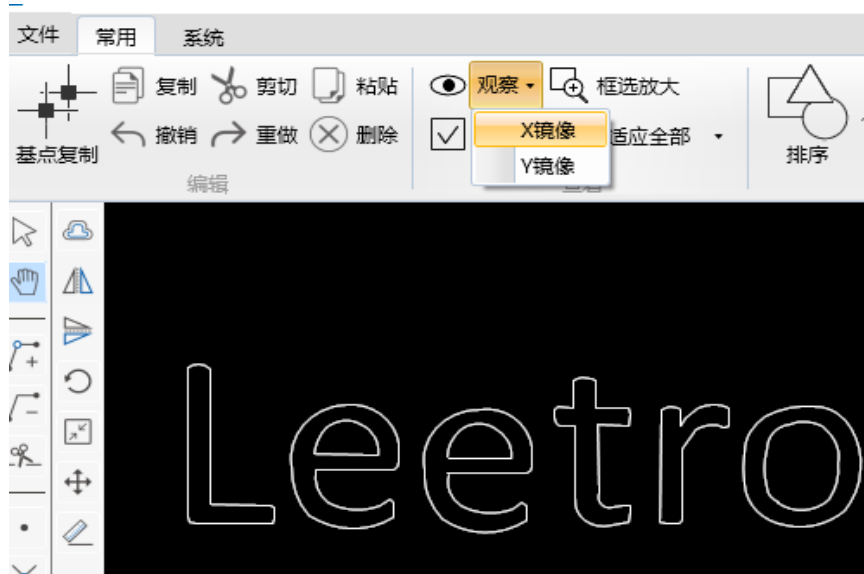 文件 常用 系统
复制 剪切 粘贴 观察 框选放大
撤销 重做 删除 X镜像 适应全部
基点复制 排序
Y镜像
编辑
Leetro